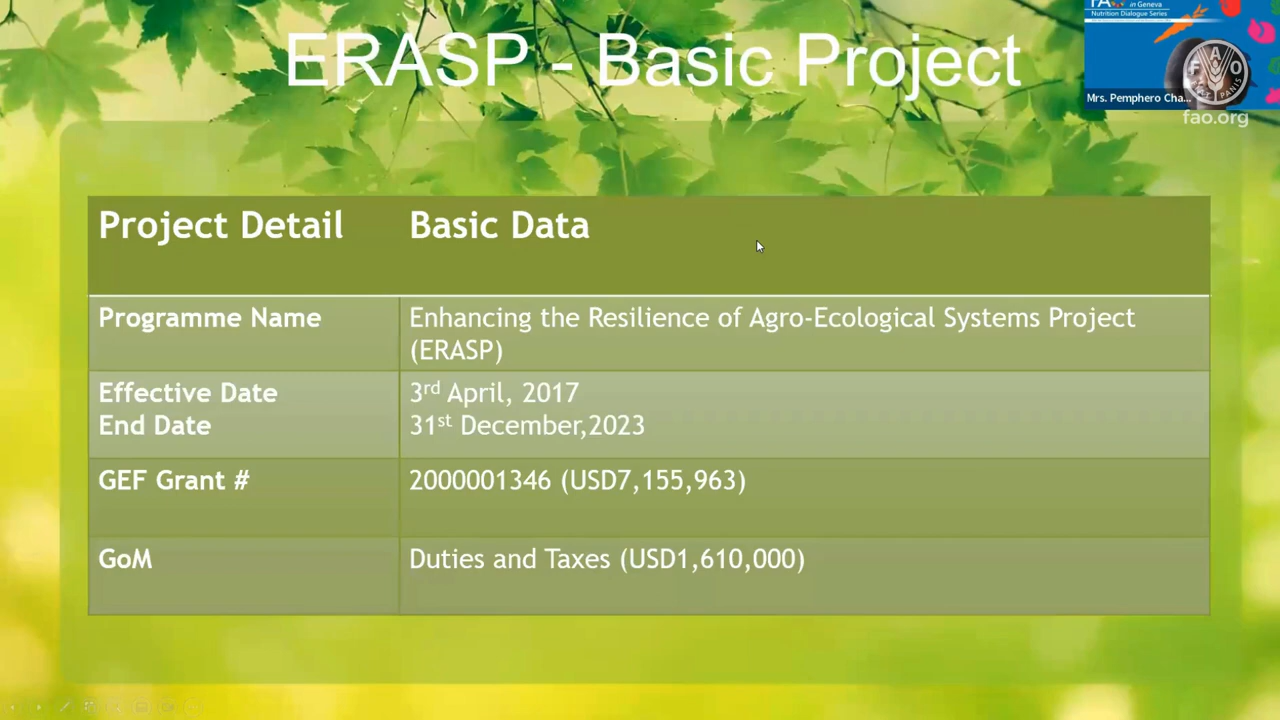 ERASP - Basic Project
in Geneva
Nutrition Dialogue Series
Mrs. Pemphero Cha...
fao.org
Project Detail Basic Data
Programme Name Enhancing the Resilience of Agro-Ecological Systems Project
(ERASP)
Effective Date 3rd April, 2017
End Date 31st December,2023
GEF Grant # 2000001346 (USD7,155,963)
GoM Duties and Taxes (USD1,610,000)